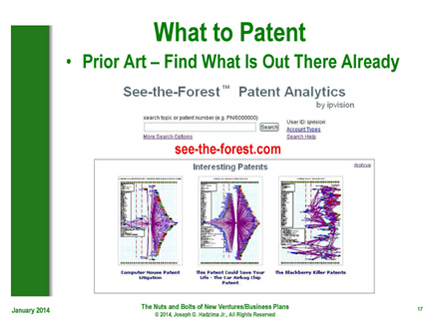 What to Patent
• Prior Art – Find What Is Out There Already
See-the-Forest™ Patent Analytics
by ipvision
search topic or patent number (e.g. PN/5000000)
Search
User ID: ipvision
Account Types
Search Help
More Search Options
see-the-forest.com
Interesting Patents
Computer House Patent
Litigation
This Patent Could Save Your
Life - The Car Airbag Chip
Patent
The Blackberry Killer Patents
January 2014
The Nuts and Bolts of New Ventures/Business Plans
© 2014, Joseph G. Hadzima Jr., All Rights Reserved
17